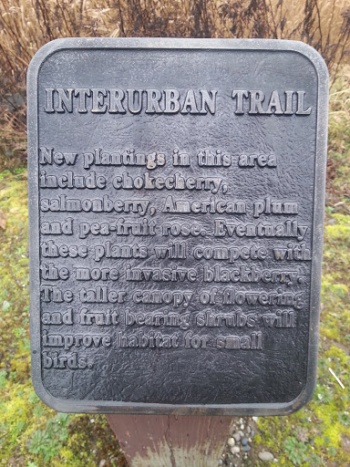 INTERURBAN TRAIL
New plantings in this area
include chokecherry,
salmonberry, American plum
and pea-fruit rose. Eventually
these plants will compete with
the more invasive blackberry.
The taller canopy of flowering
and fruit bearing shrubs will
improve habitat for small
birds.